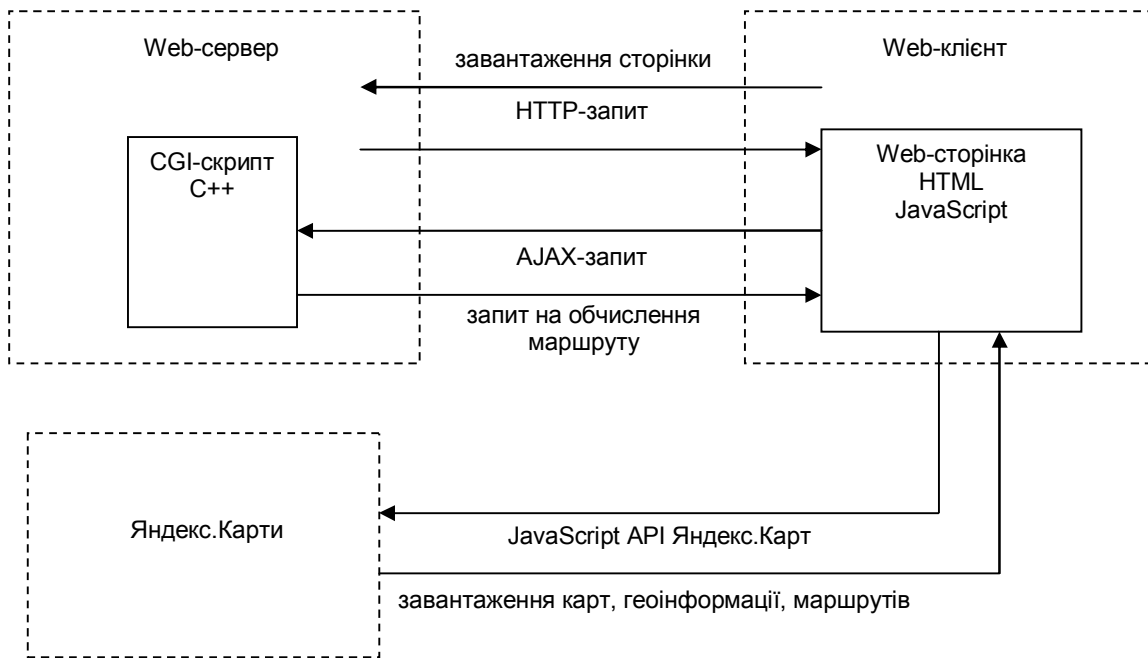 Web-сервер
Web-клієнт
завантаження сторінки
HTTP-запит
CGI-скрипт
C++
Web-сторінка
HTML
JavaScript
AJAX-запит
запит на обчислення
маршруту
Яндекс.Карти
JavaScript API Яндекс.Карт
завантаження карт, геоінформації, маршрутів